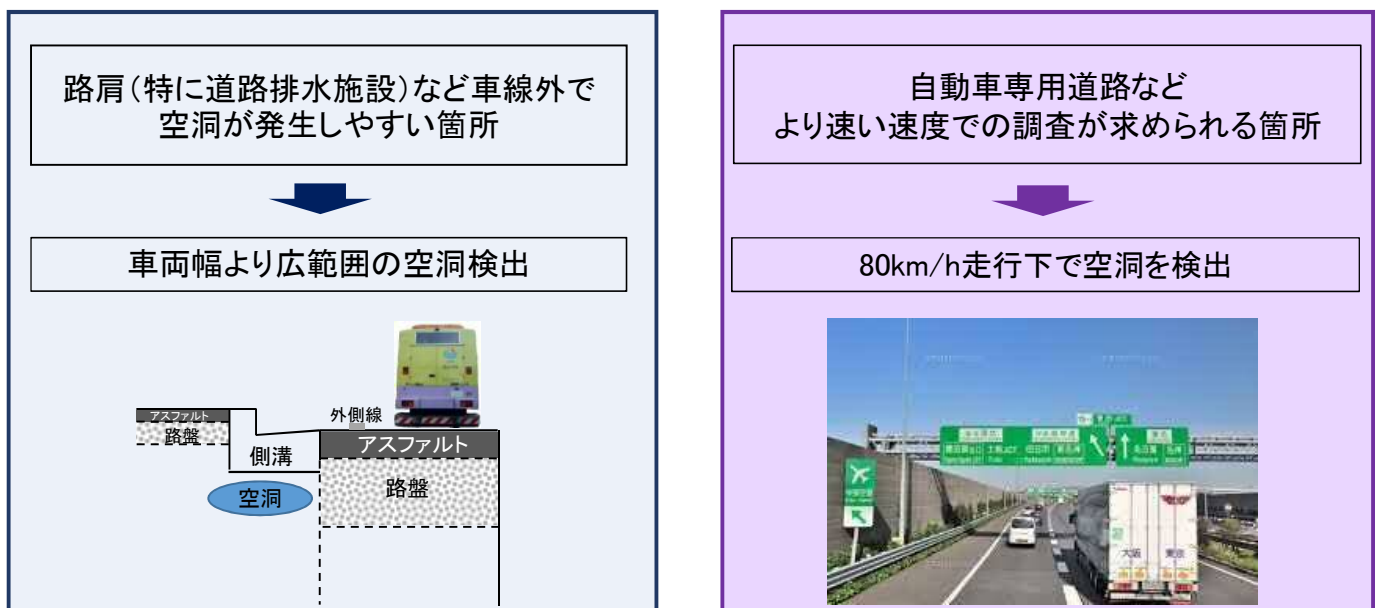 路肩（特に道路排水施設）など車線外で
空洞が発生しやすい箇所
車両幅より広範囲の空洞検出
アスファルト
路盤
側溝
空洞
外側線
アスファルト
路盤
自動車専用道路など
より速い速度での調査が求められる箇所
80km/h走行下で空洞を検出
大阪
東京